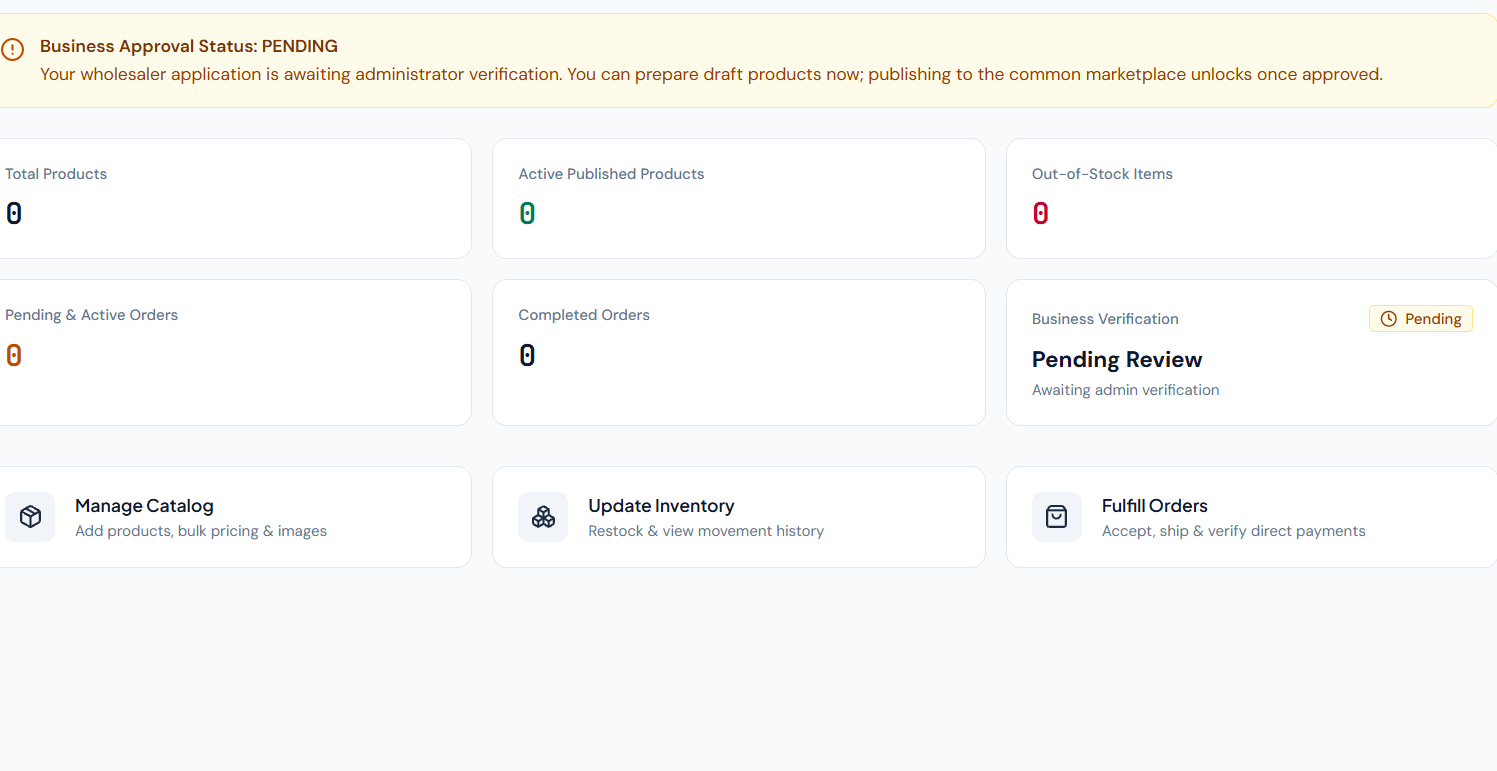 Business Approval Status: PENDING
Your wholesaler application is awaiting administrator verification. You can prepare draft products now; publishing to the common marketplace unlocks once approved.
Total Products
0
Active Published Products
0
Out-of-Stock Items
0
Pending & Active Orders
0
Completed Orders
0
Business Verification
Pending
Pending Review
Awaiting admin verification
Manage Catalog
Add products, bulk pricing & images
Update Inventory
Restock & view movement history
Fulfill Orders
Accept, ship & verify direct payments